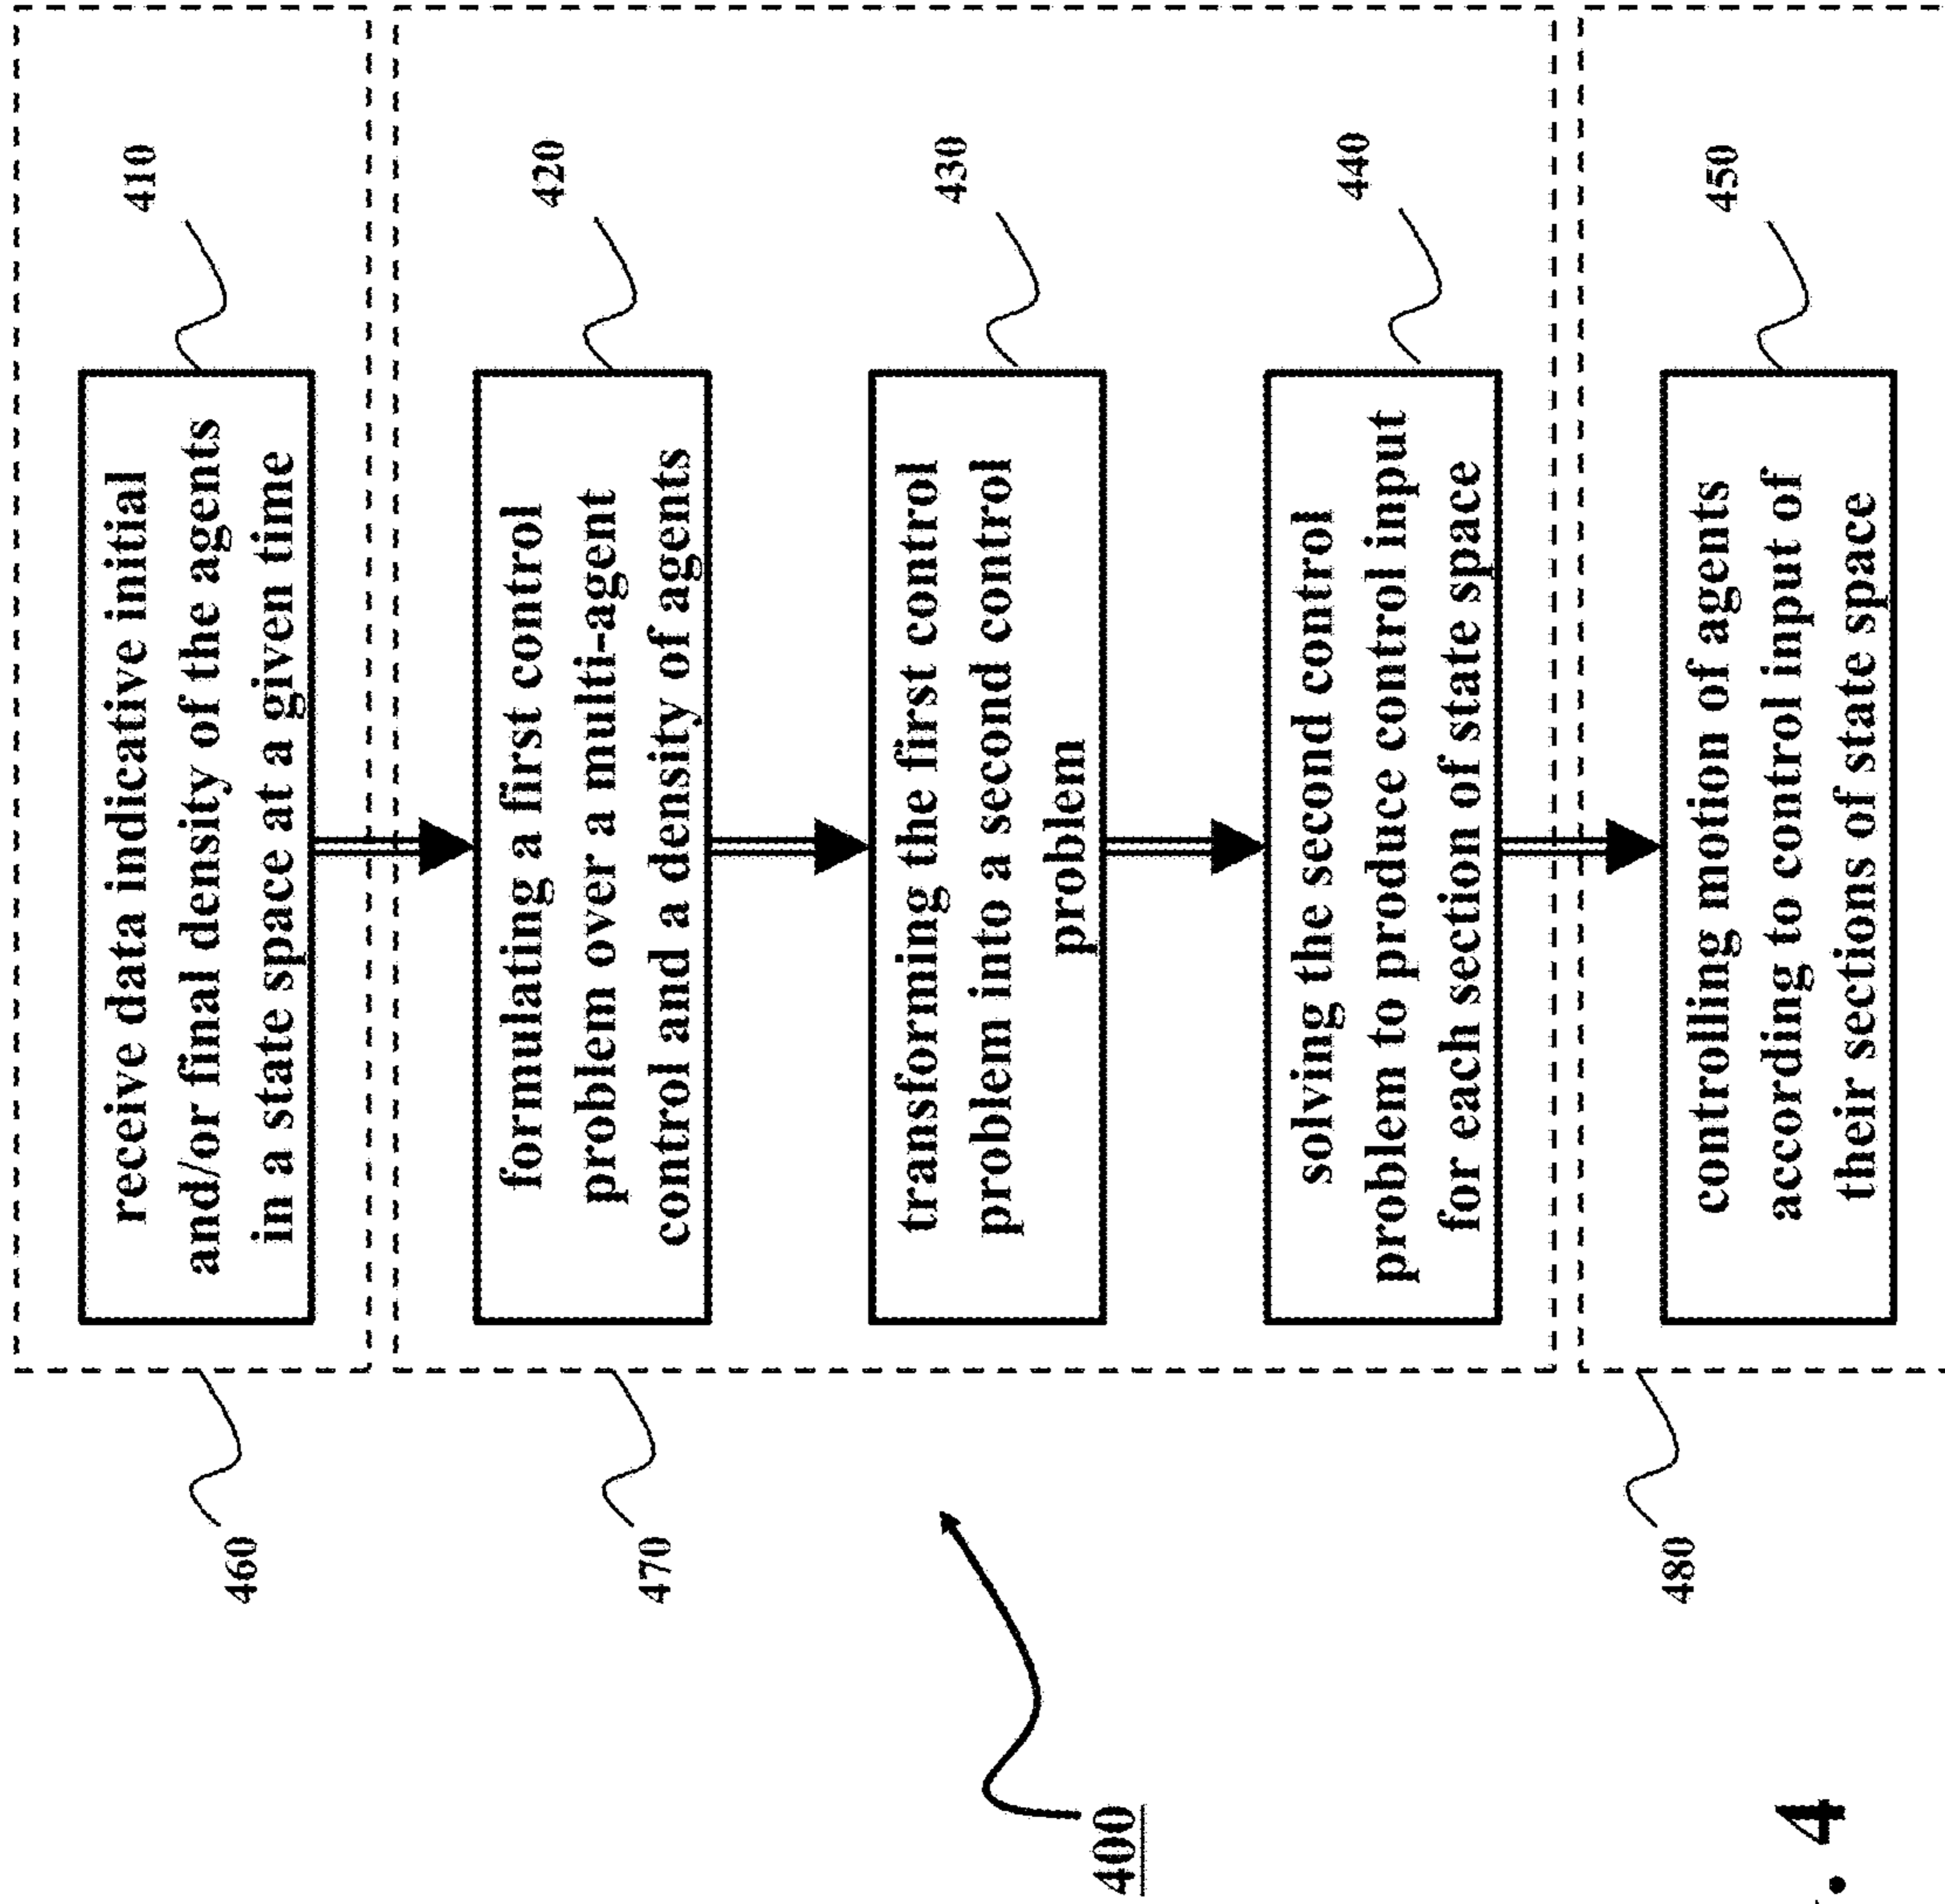 410
receive data indicative initial
and/or final density of the agents
in a state space at a given time
460
420
formulating a first control
problem over a multi-agent
control and a density of agents
470
430
transforming the first control
problem into a second control
problem
400
440
solving the second control
problem to produce control input
for each section of state space
450
controlling motion of agents
according to control input of
their sections of state space
480
. 4